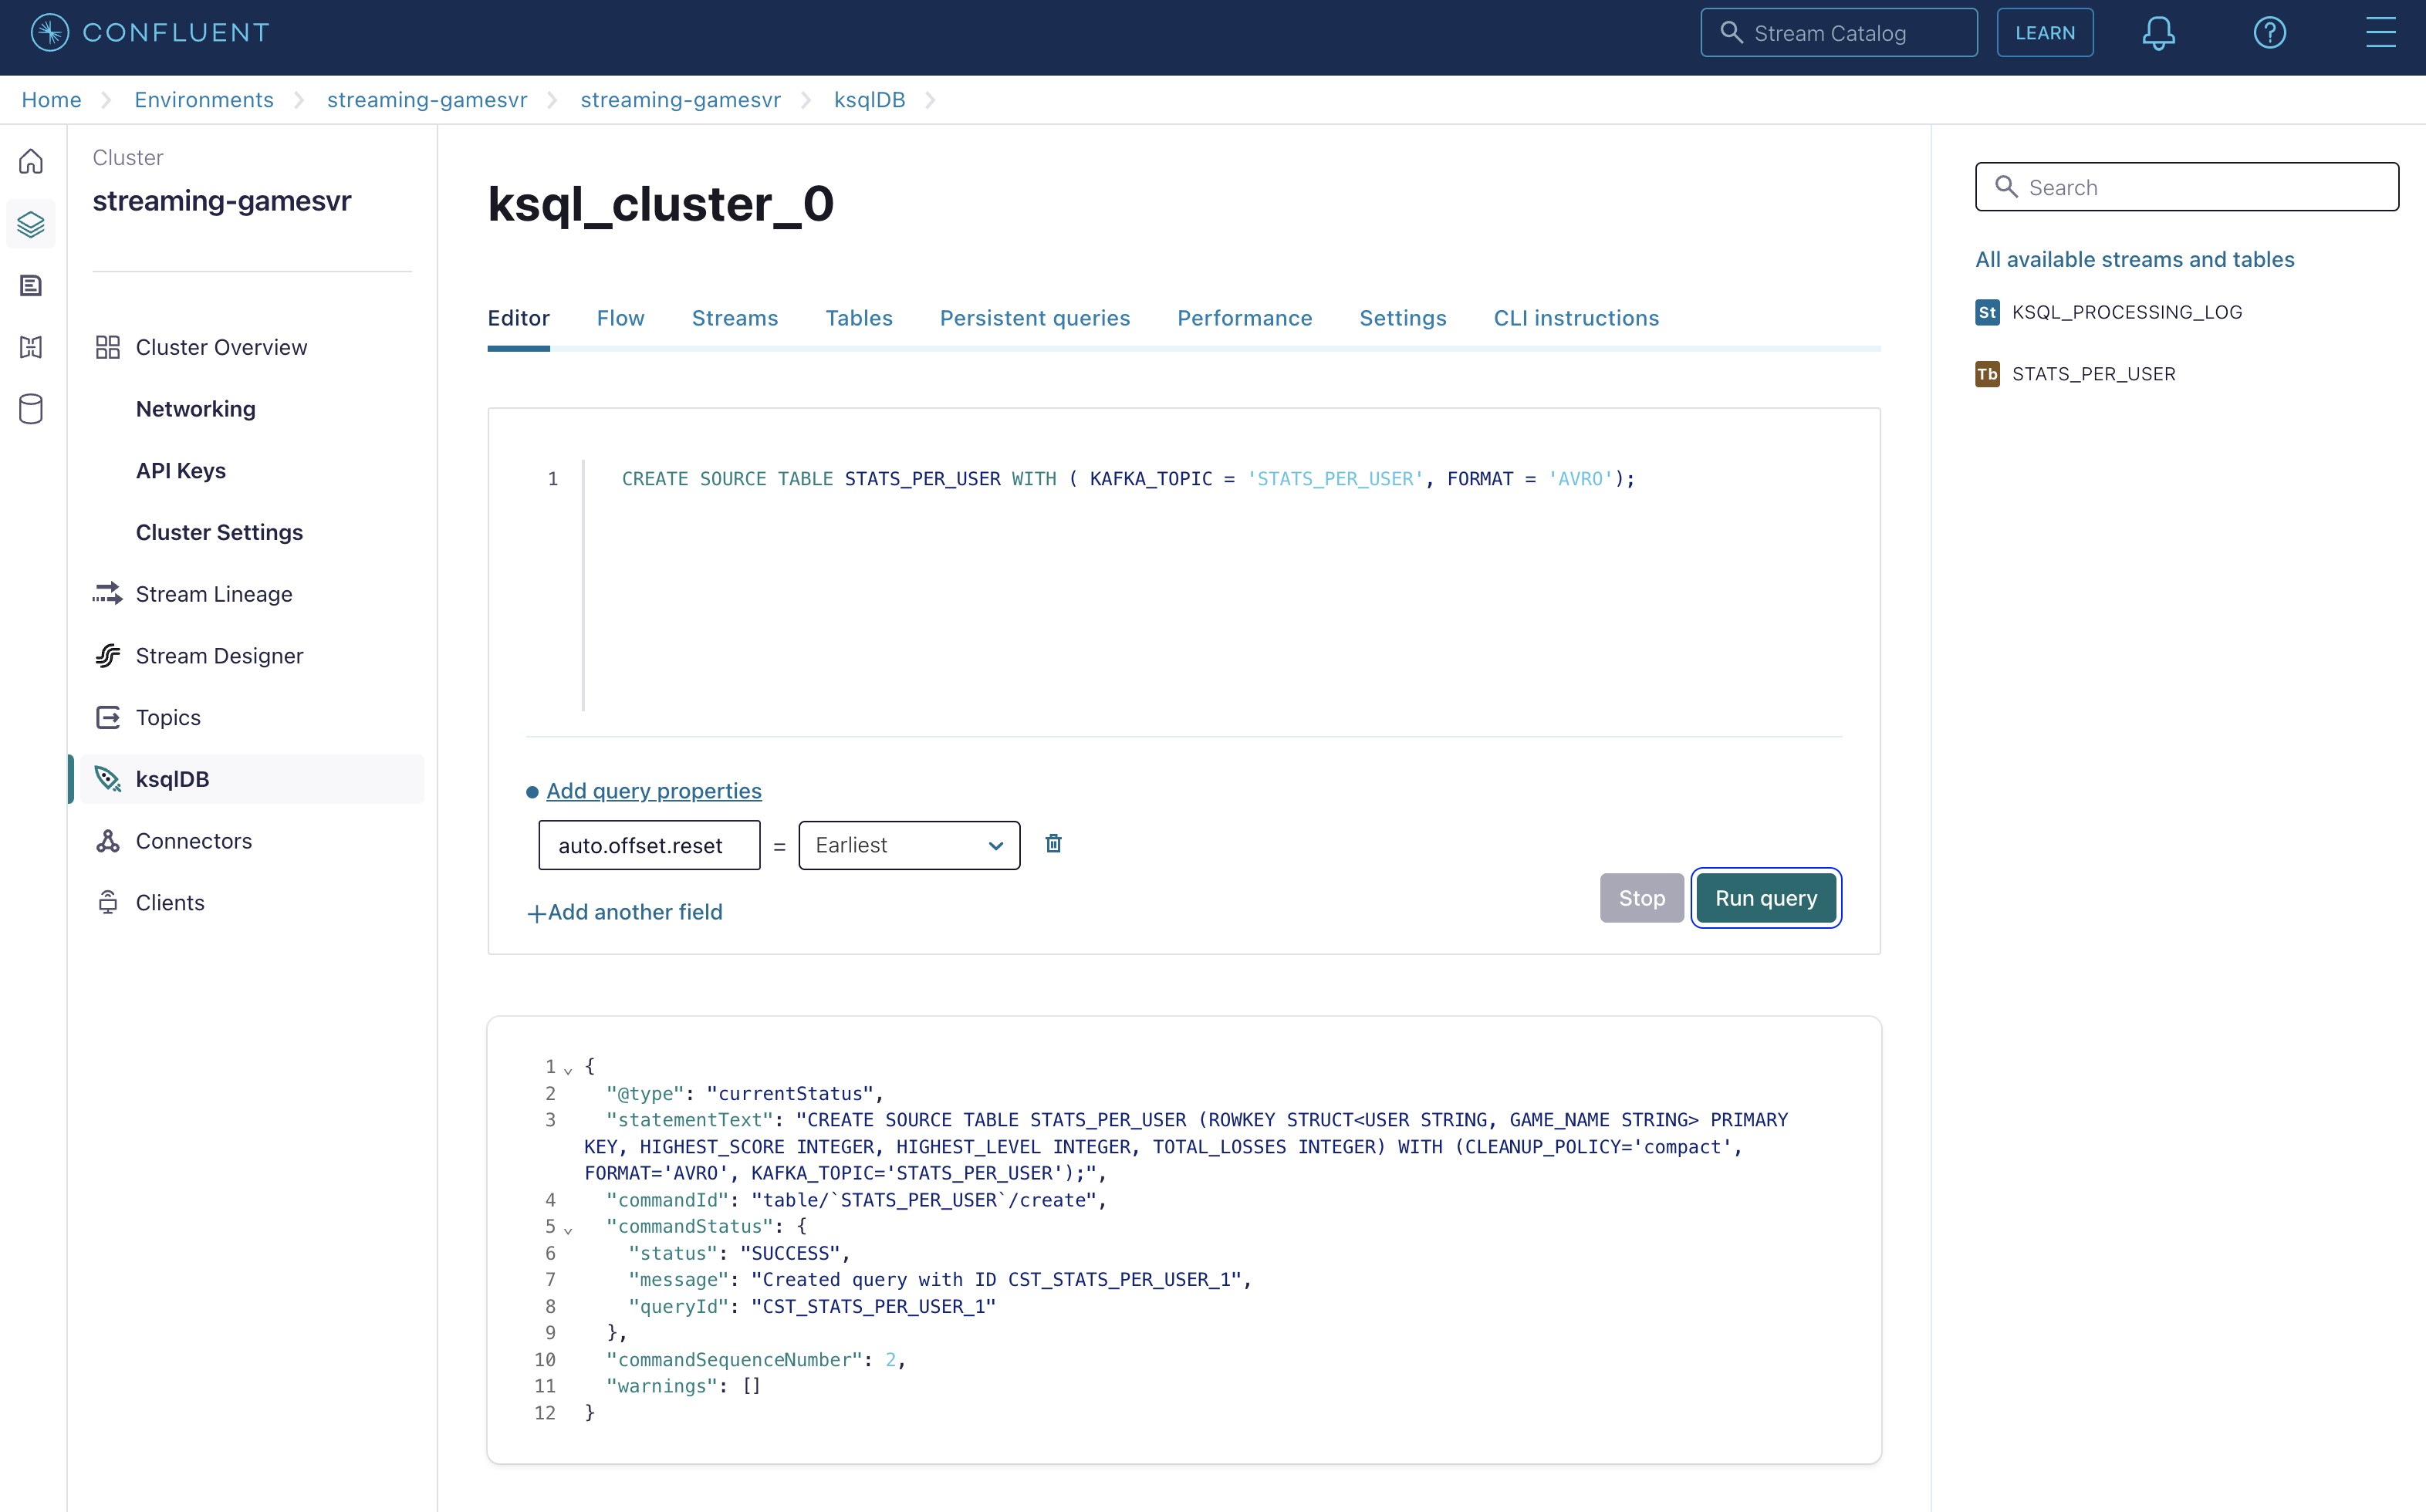 CONFLUENT
Stream Catalog
LEARN
?
Home
Environments
streaming-gamesvr
streaming-gamesvr
ksqlDB
Cluster
streaming-gamesvr
Cluster Overview
Networking
API Keys
Cluster Settings
Stream Lineage
Stream Designer
Topics
ksqlDB
Connectors
Clients
ksql_cluster_0
Editor
Flow
Streams
Tables
Persistent queries
Performance
Settings
CLI instructions
1 CREATE SOURCE TABLE STATS_PER_USER WITH ( KAFKA_TOPIC = 'STATS_PER_USER', FORMAT = 'AVRO');
Add query properties
auto.offset.reset = Earliest
+Add another field
Stop
Run query
1 {
2 "@type": "currentStatus",
3 "statementText": "CREATE SOURCE TABLE STATS_PER_USER (ROWKEY STRUCT<USER STRING, GAME_NAME STRING> PRIMARY
KEY, HIGHEST_SCORE INTEGER, HIGHEST_LEVEL INTEGER, TOTAL_LOSSES INTEGER) WITH (CLEANUP_POLICY='compact',
FORMAT='AVRO', KAFKA_TOPIC='STATS_PER_USER');",
4 "commandId": "table/`STATS_PER_USER`/create",
5 "commandStatus": {
6 "status": "SUCCESS",
7 "message": "Created query with ID CST_STATS_PER_USER_1",
8 "queryId": "CST_STATS_PER_USER_1"
9 },
10 "commandSequenceNumber": 2,
11 "warnings": []
12 }
Search
All available streams and tables
St KSQL_PROCESSING_LOG
Tb STATS_PER_USER